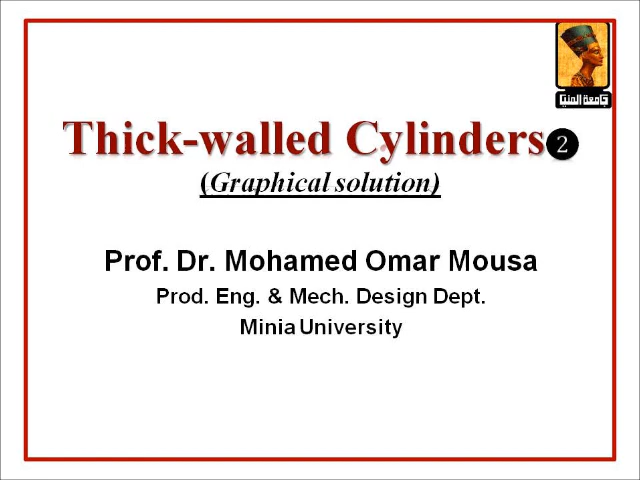 جامعة المنيا
Thick-walled Cylinders ❷
(Graphical solution)
Prof. Dr. Mohamed Omar Mousa
Prod. Eng. & Mech. Design Dept.
Minia University